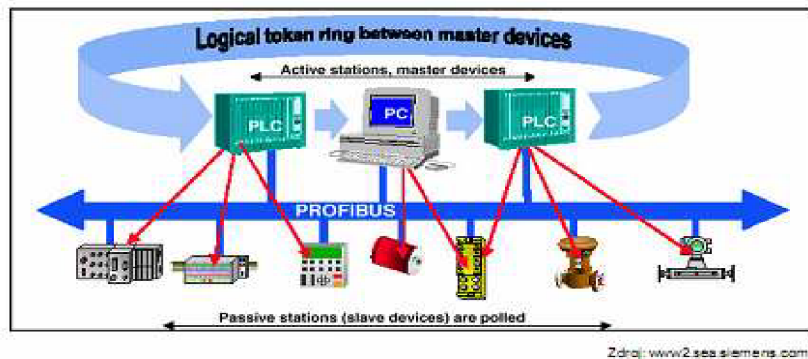 Logical token ring between master devices
Active stations, master devices
PLC
PC
PLC
PROFIBUS
Passive stations (slave devices) are polled
Zdroj: www2.sea.siemens.com